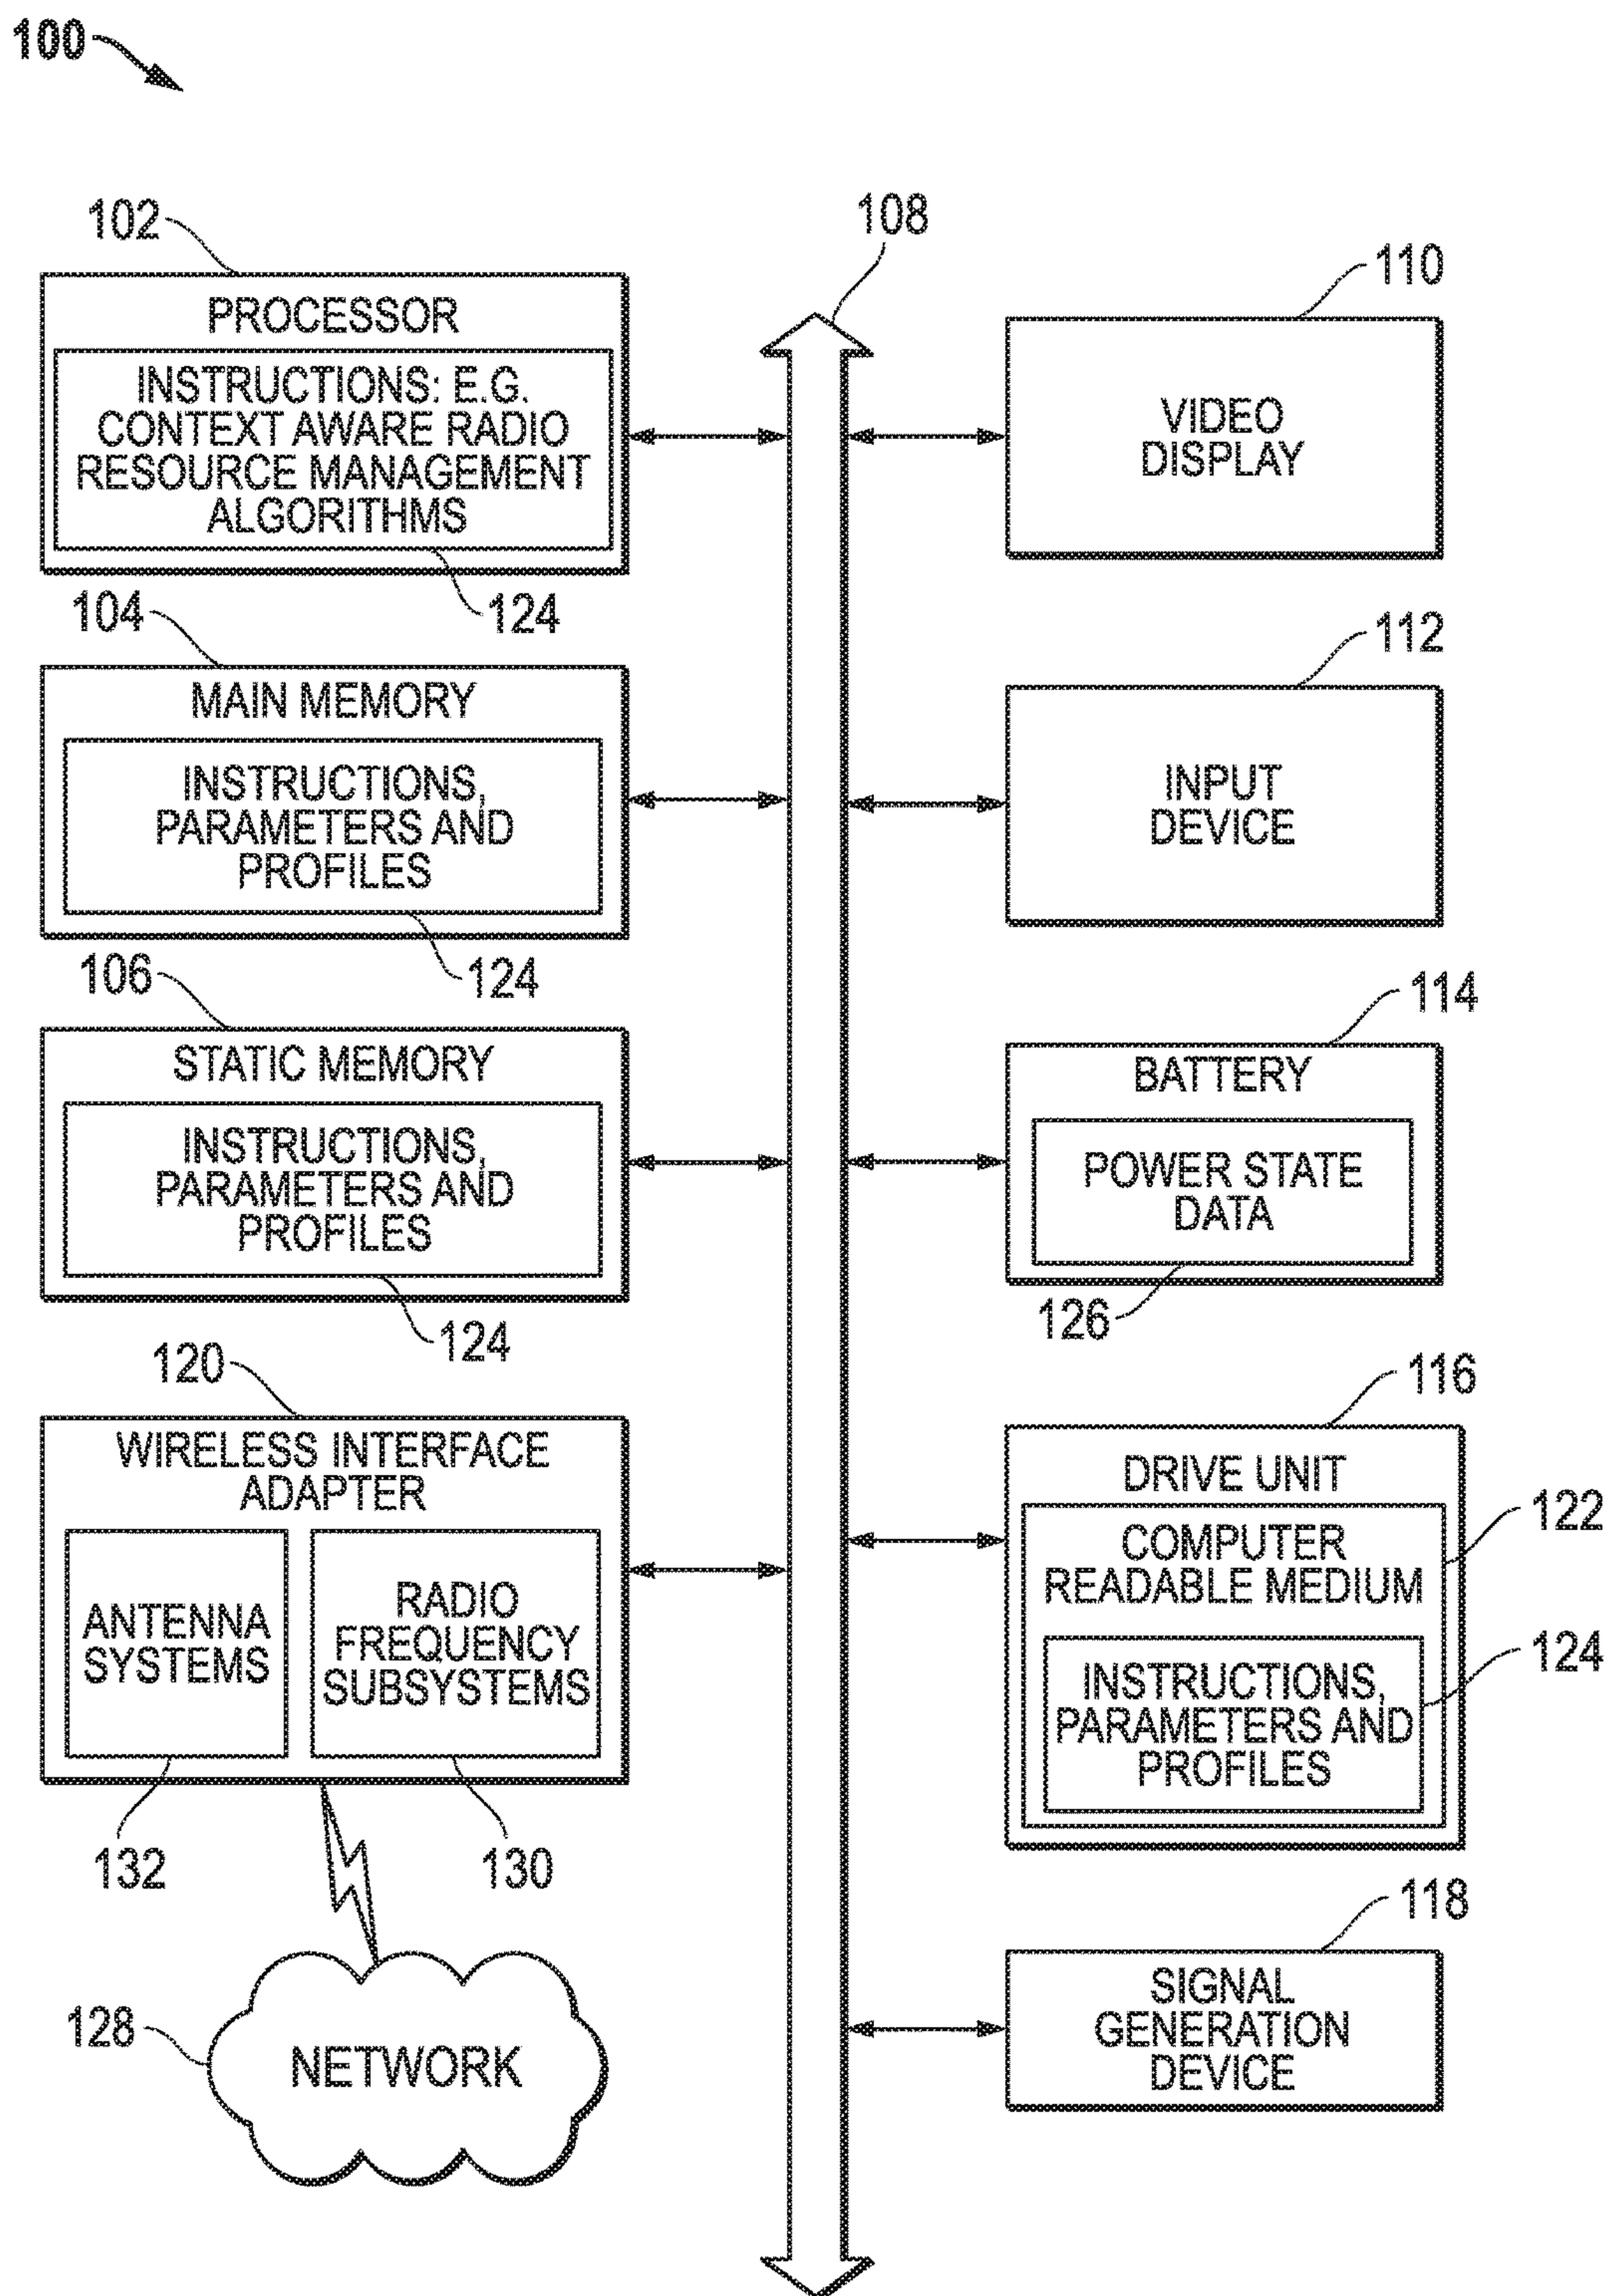 100
102
PROCESSOR
INSTRUCTIONS: E.G.
CONTEXT AWARE RADIO
RESOURCE MANAGEMENT
ALGORITHMS
124
104
MAIN MEMORY
INSTRUCTIONS,
PARAMETERS AND
PROFILES
124
106
STATIC MEMORY
INSTRUCTIONS,
PARAMETERS AND
PROFILES
124
120
WIRELESS INTERFACE
ADAPTER
ANTENNA
SYSTEMS
RADIO
FREQUENCY
SUBSYSTEMS
132
130
128
NETWORK
108
110
VIDEO
DISPLAY
112
INPUT
DEVICE
114
BATTERY
POWER STATE
DATA
126
116
DRIVE UNIT
122
COMPUTER
READABLE MEDIUM
124
INSTRUCTIONS,
PARAMETERS AND
PROFILES
118
SIGNAL
GENERATION
DEVICE